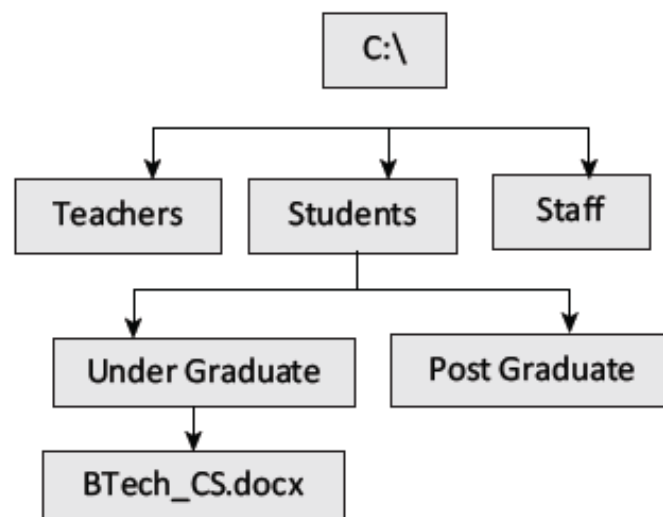 C:\
Teachers
Students
Staff
Under Graduate
Post Graduate
BTech_CS.docx